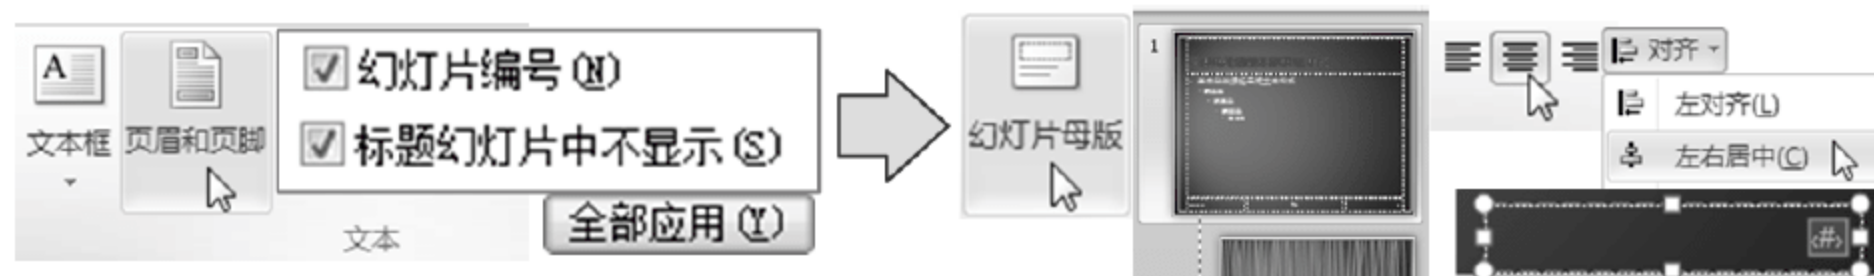 A
文本框
页眉和页脚
文本
幻灯片编号(N)
标题幻灯片中不显示(S)
全部应用(Y)
幻灯片母版
1
对齐
左对齐(L)
左右居中(C)
‹#›